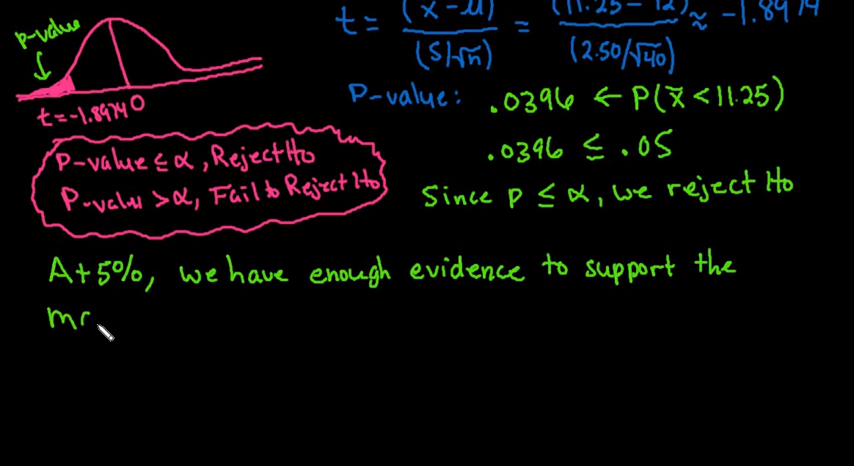 p-value
t = (x̄-μ) / (S/√n) = (11.25-12) / (2.50/√40) ≈ -1.8974
t=-1.8974 0
P-value: .0396 ← P(x̄<11.25)
.0396 ≤ .05
P-value ≤ α, Reject Ho
P-value > α, Fail to Reject Ho
Since p ≤ α, we reject Ho
At 5%, we have enough evidence to support the
mr